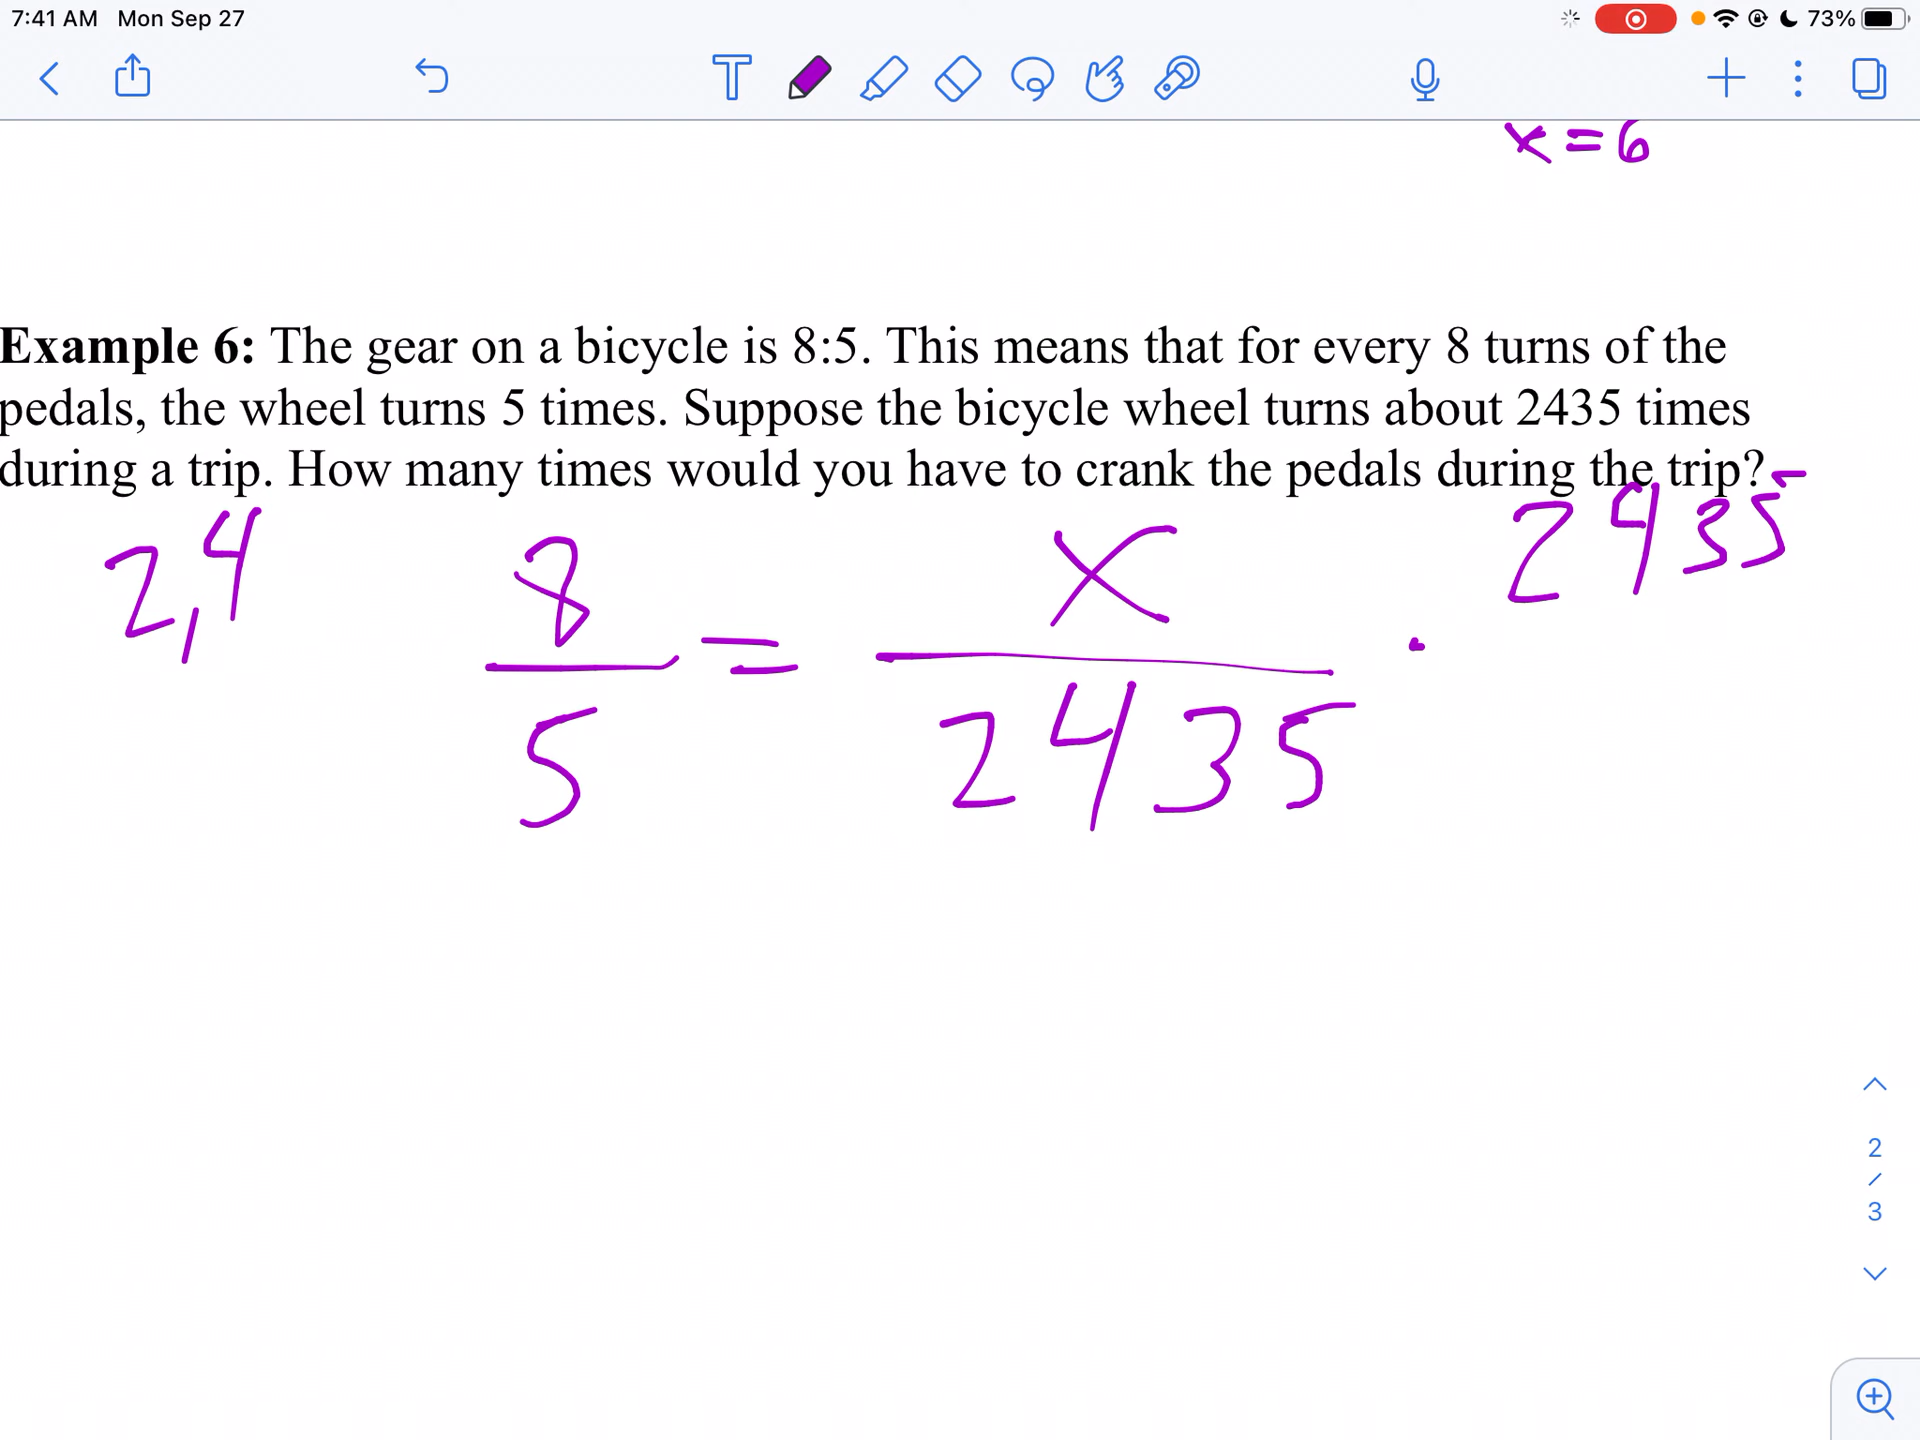 7:41 AM Mon Sep 27
73%
T
x = 6
Example 6: The gear on a bicycle is 8:5. This means that for every 8 turns of the
pedals, the wheel turns 5 times. Suppose the bicycle wheel turns about 2435 times
during a trip. How many times would you have to crank the pedals during the trip?
2,4 8/5 = x/2435 · 2435
2
/
3